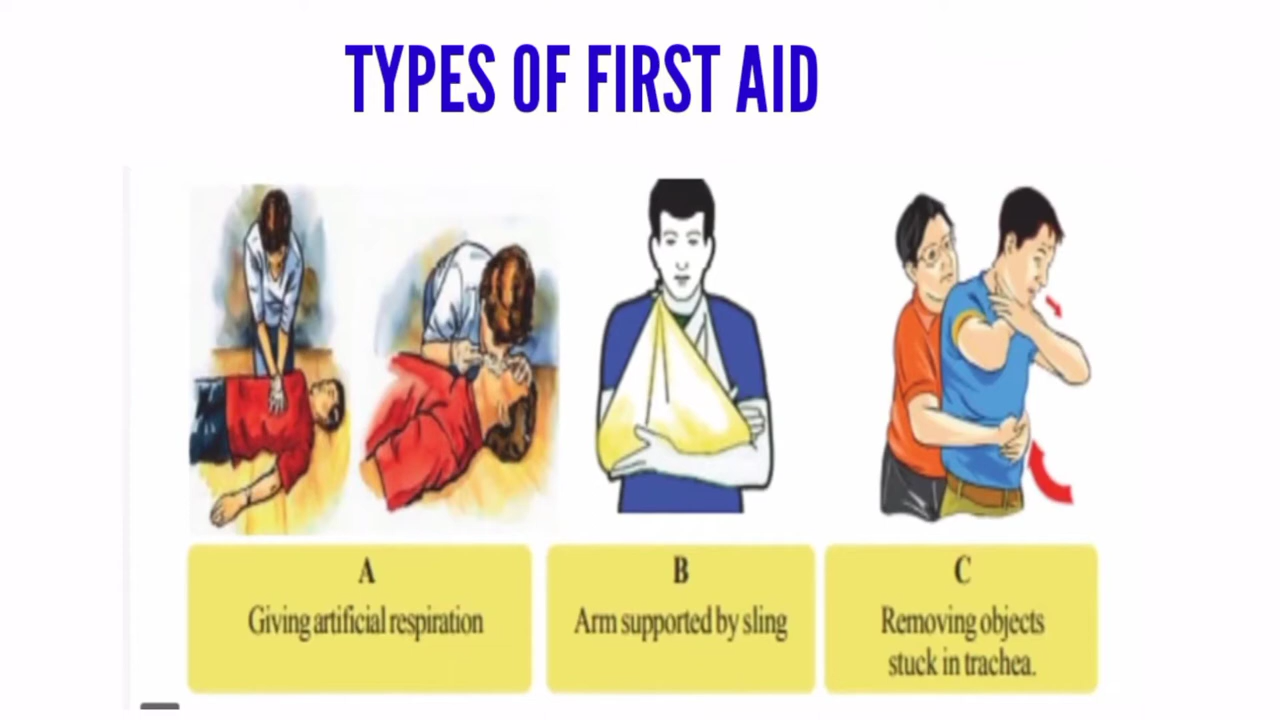 TYPES OF FIRST AID
A
Giving artificial respiration
B
Arm supported by sling
C
Removing objects
stuck in trachea.